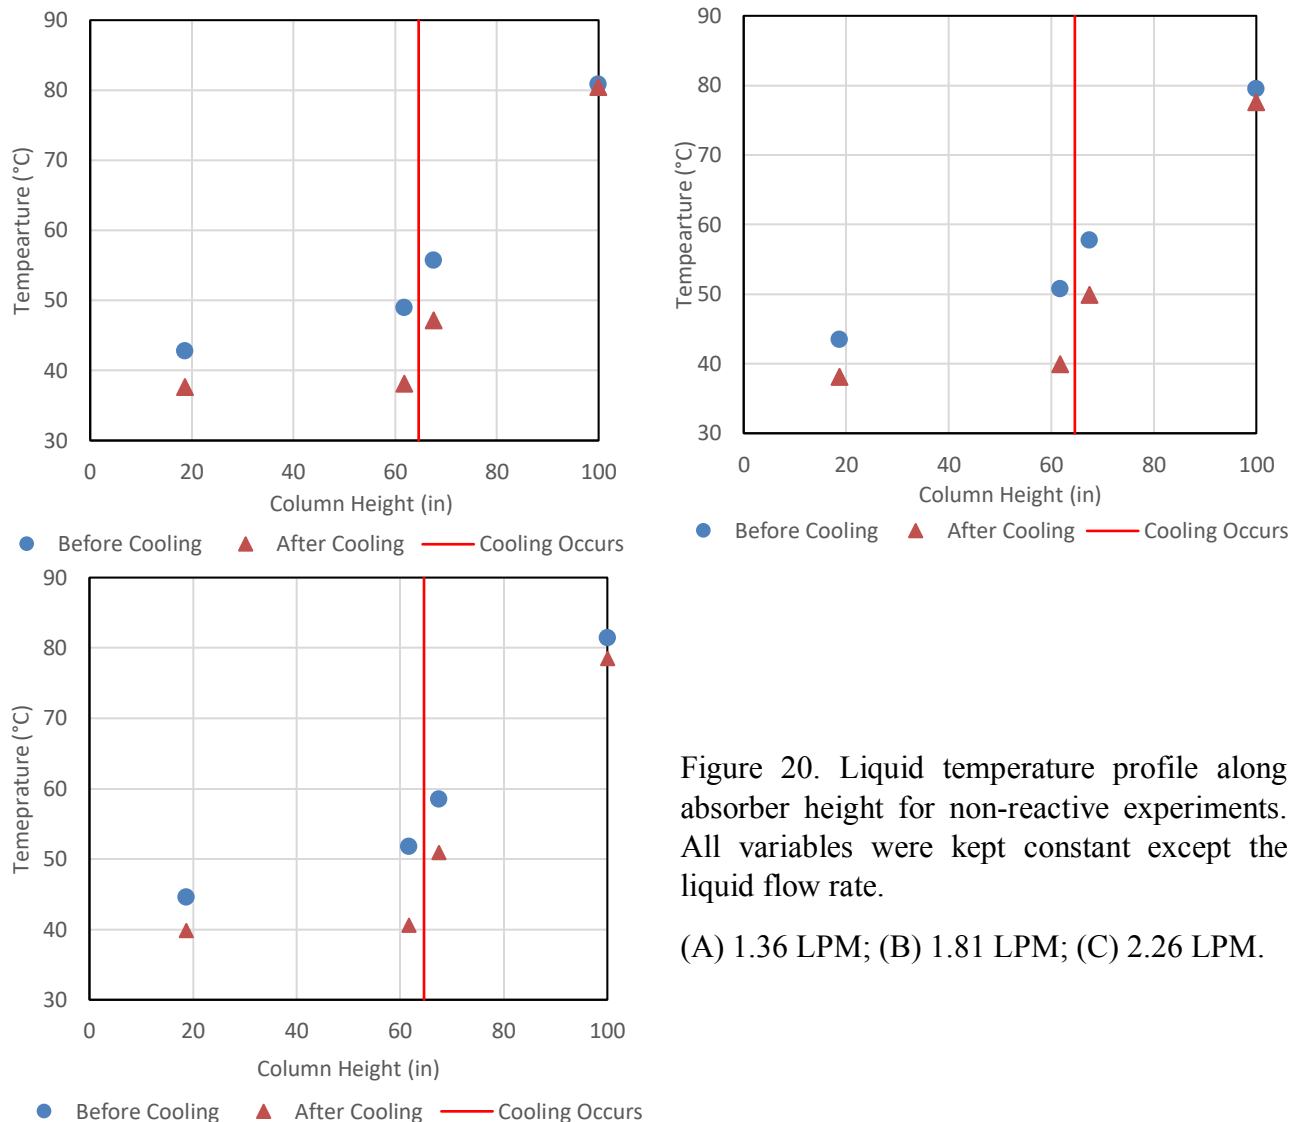 90
80
70
60
50
40
30
Tempearture (°C)
0 20 40 60 80 100
Column Height (in)
Before Cooling After Cooling Cooling Occurs
90
80
70
60
50
40
30
Tempearture (°C)
0 20 40 60 80 100
Column Height (in)
Before Cooling After Cooling Cooling Occurs
90
80
70
60
50
40
30
Temeprature (°C)
0 20 40 60 80 100
Column Height (in)
Before Cooling After Cooling Cooling Occurs
Figure 20. Liquid temperature profile along
absorber height for non-reactive experiments.
All variables were kept constant except the
liquid flow rate.
(A) 1.36 LPM; (B) 1.81 LPM; (C) 2.26 LPM.